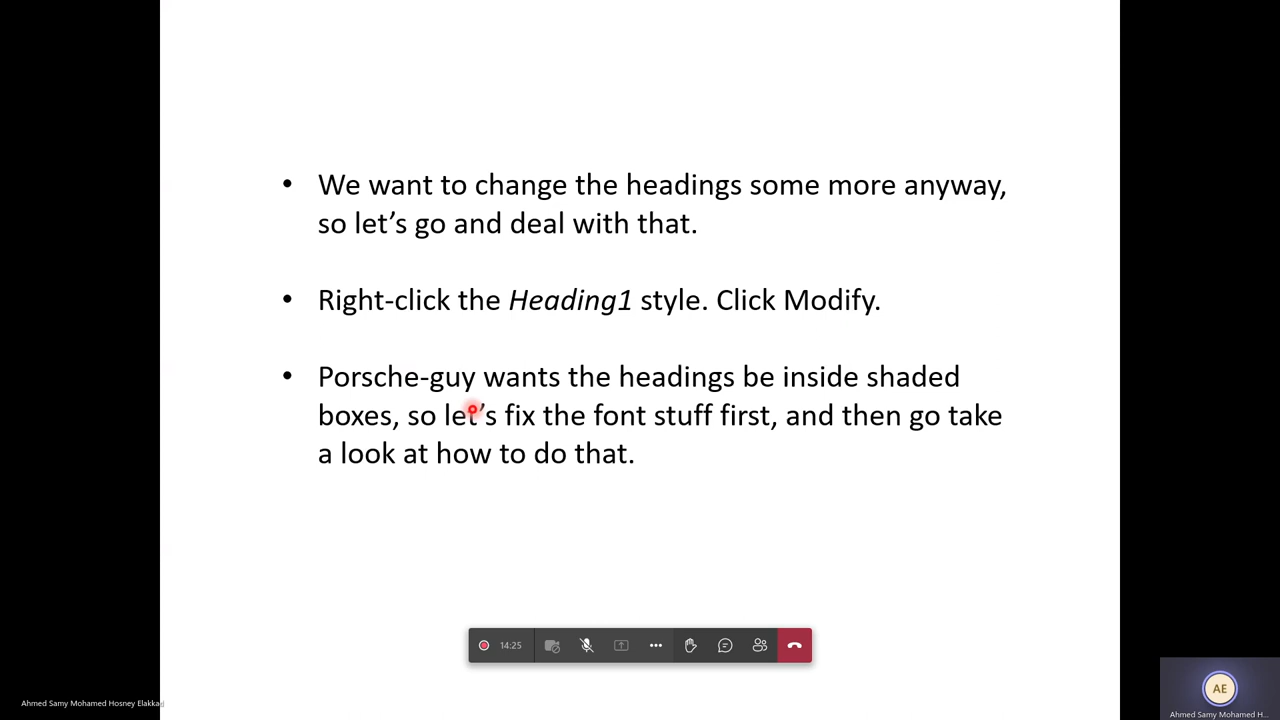 • We want to change the headings some more anyway,
so let’s go and deal with that.
• Right-click the Heading1 style. Click Modify.
• Porsche-guy wants the headings be inside shaded
boxes, so let’s fix the font stuff first, and then go take
a look at how to do that.
14:25
AE
Ahmed Samy Mohamed Hosney Elakkad
Ahmed Samy Mohamed H...